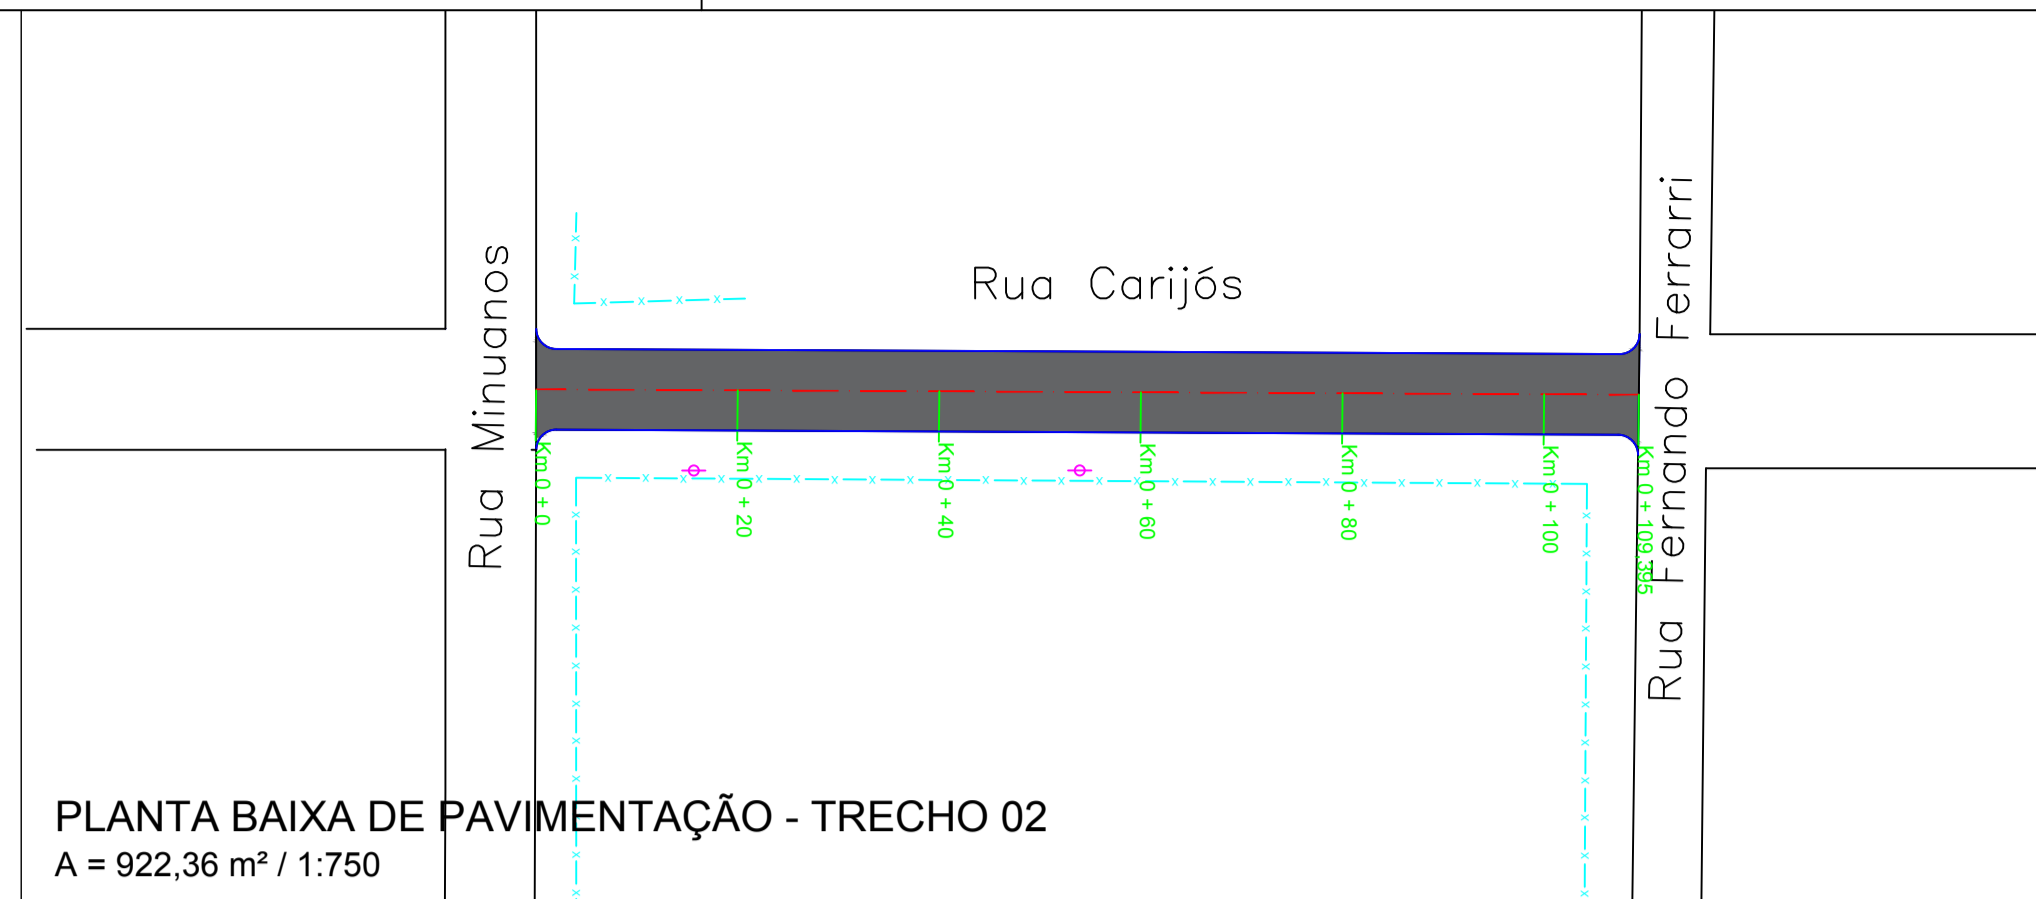 Rua Carijós
Rua Minuanos
Rua Fernando Ferrarri
Km 0 + 0
Km 0 + 20
Km 0 + 40
Km 0 + 60
Km 0 + 80
Km 0 + 100
Km 0 + 109,395
PLANTA BAIXA DE PAVIMENTAÇÃO - TRECHO 02
A = 922,36 m² / 1:750